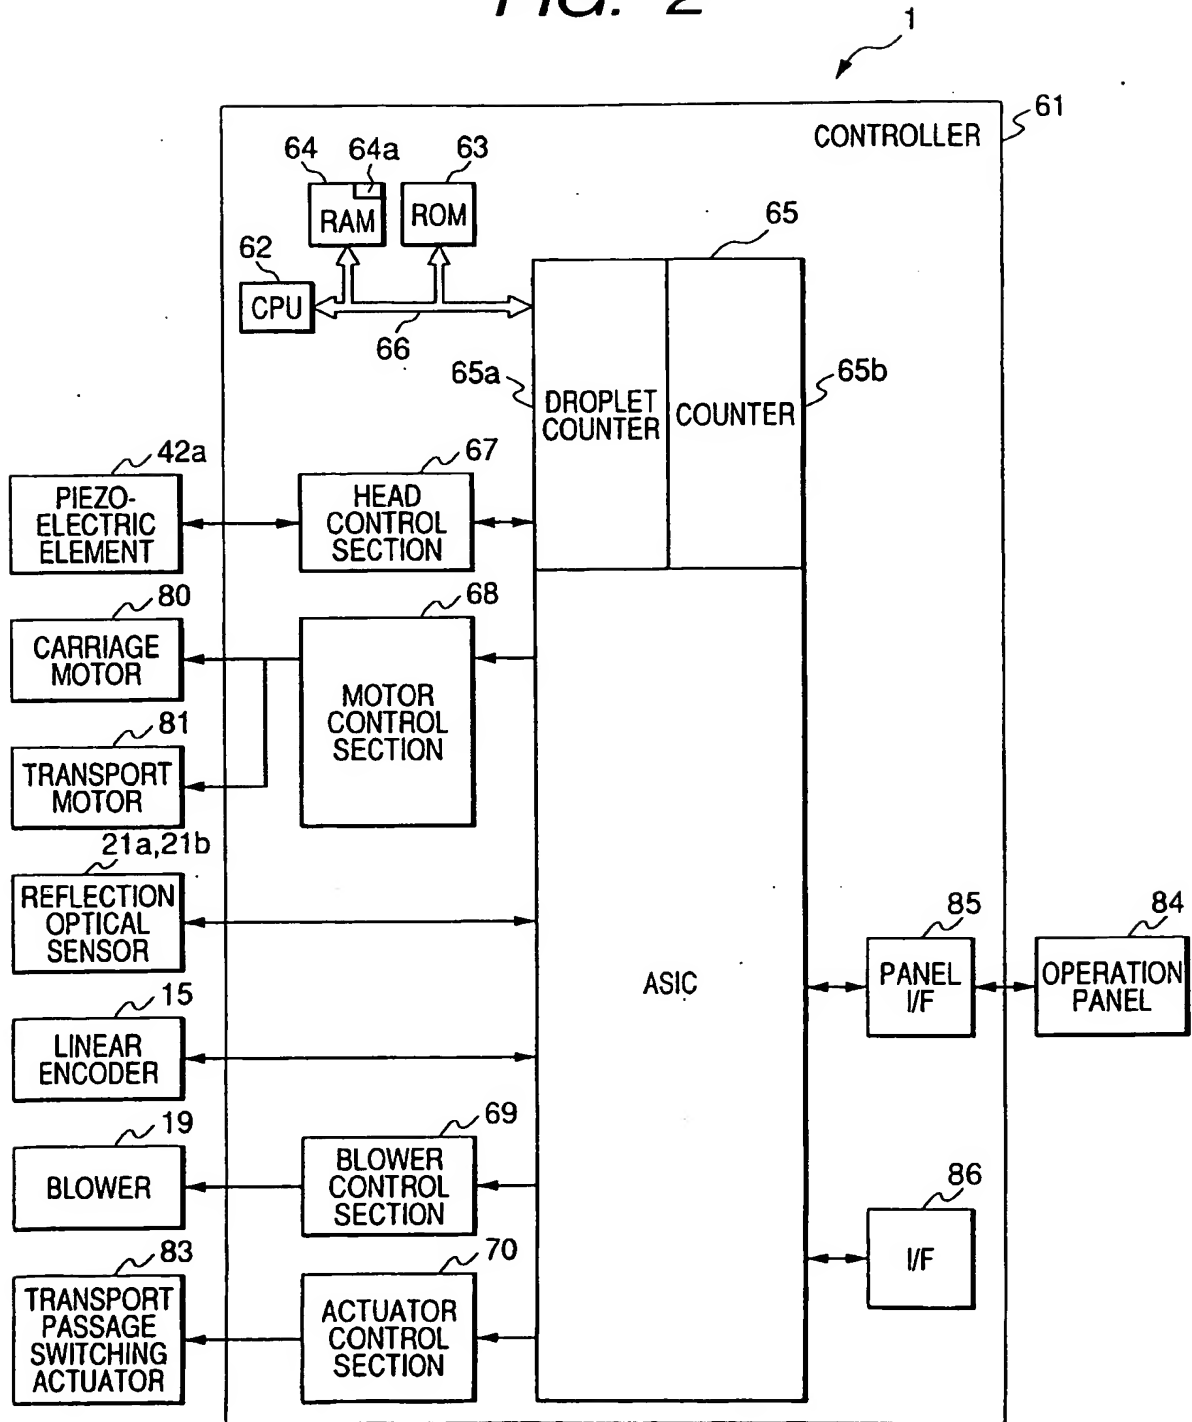 FIG. 2
1
61
CONTROLLER
64
64a
63
RAM
ROM
65
62
CPU
66
65a
65b
DROPLET
COUNTER
COUNTER
42a
67
PIEZO-
ELECTRIC
ELEMENT
HEAD
CONTROL
SECTION
80
68
CARRIAGE
MOTOR
MOTOR
CONTROL
SECTION
81
TRANSPORT
MOTOR
21a,21b
REFLECTION
OPTICAL
SENSOR
85
84
ASIC
PANEL
I/F
OPERATION
PANEL
15
LINEAR
ENCODER
19
69
BLOWER
BLOWER
CONTROL
SECTION
86
I/F
83
70
TRANSPORT
PASSAGE
SWITCHING
ACTUATOR
ACTUATOR
CONTROL
SECTION